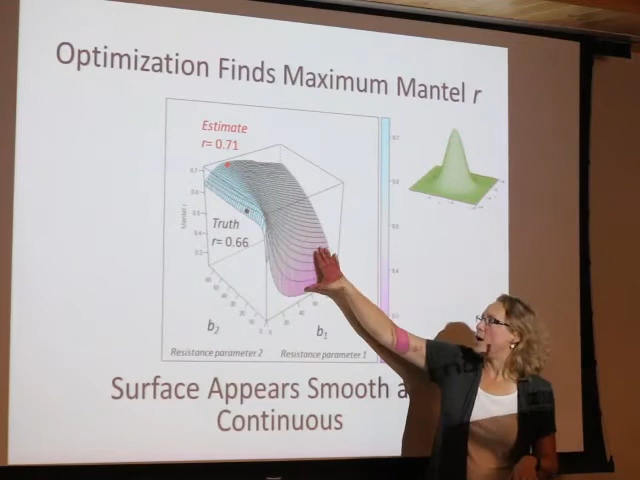 Optimization Finds Maximum Mantel r
Estimate
r= 0.71
Truth
r= 0.66
Mantel r
b2
b1
Resistance parameter 2
Resistance parameter 1
Surface Appears Smooth a
Continuous